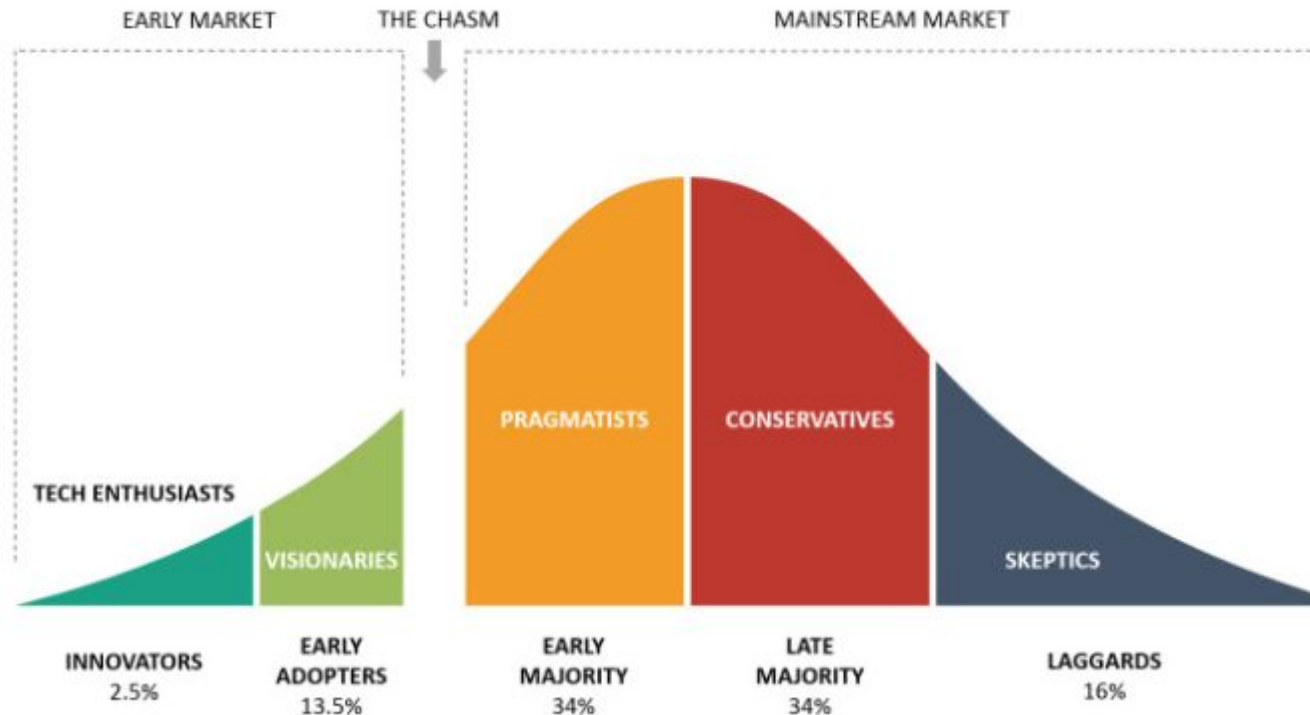 EARLY MARKET
THE CHASM
MAINSTREAM MARKET
TECH ENTHUSIASTS
VISIONARIES
PRAGMATISTS
CONSERVATIVES
SKEPTICS
INNOVATORS
2.5%
EARLY
ADOPTERS
13.5%
EARLY
MAJORITY
34%
LATE
MAJORITY
34%
LAGGARDS
16%